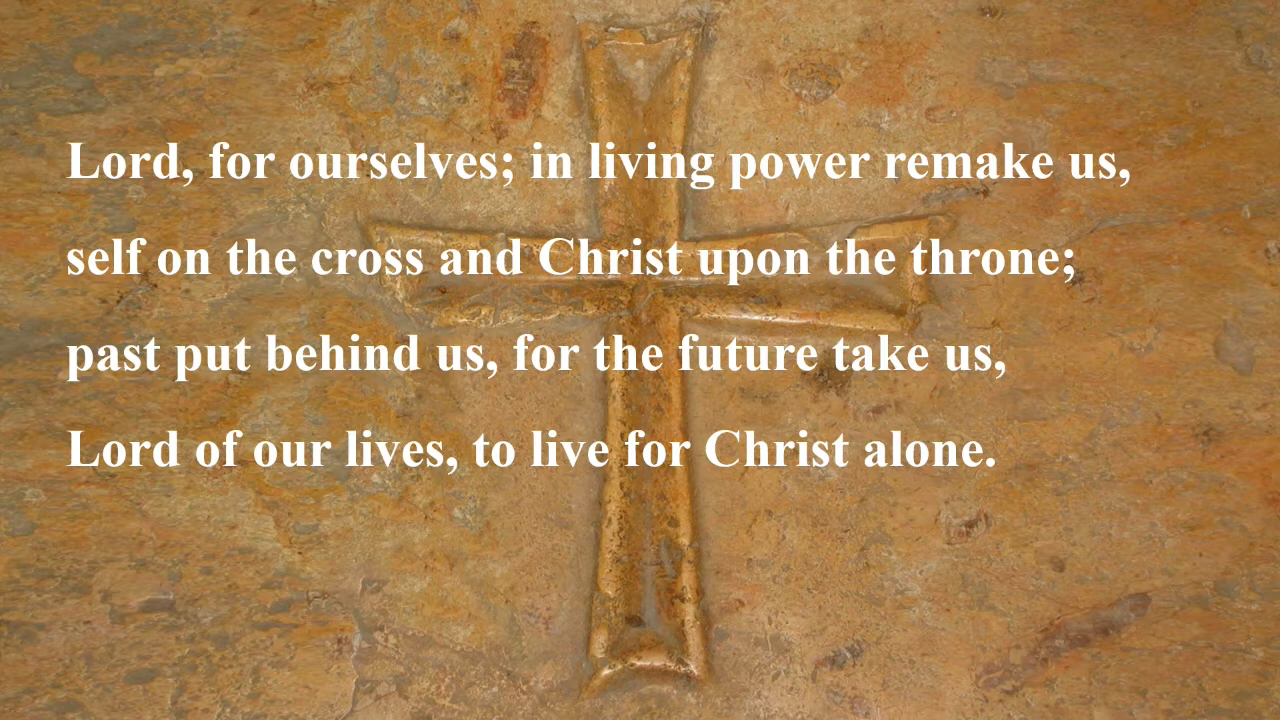 Lord, for ourselves; in living power remake us,
self on the cross and Christ upon the throne;
past put behind us, for the future take us,
Lord of our lives, to live for Christ alone.